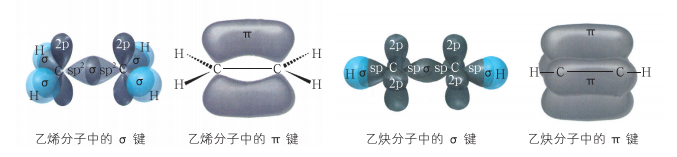 H 2p 2p H
σ C sp² σ sp² C σ
σ σ
H H
π
H C C H
H H
2p 2p
H σ sp C sp σ sp C sp σ H
2p 2p
π
H C C H
π
乙烯分子中的 σ 键
乙烯分子中的 π 键
乙炔分子中的 σ 键
乙炔分子中的 π 键